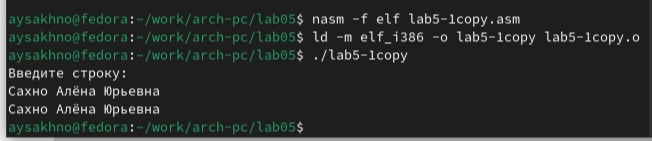 aysakhno@fedora:~/work/arch-pc/lab05$ nasm -f elf lab5-1copy.asm
aysakhno@fedora:~/work/arch-pc/lab05$ ld -m elf_i386 -o lab5-1copy lab5-1copy.o
aysakhno@fedora:~/work/arch-pc/lab05$ ./lab5-1copy
Введите строку:
Сахно Алёна Юрьевна
Сахно Алёна Юрьевна
aysakhno@fedora:~/work/arch-pc/lab05$